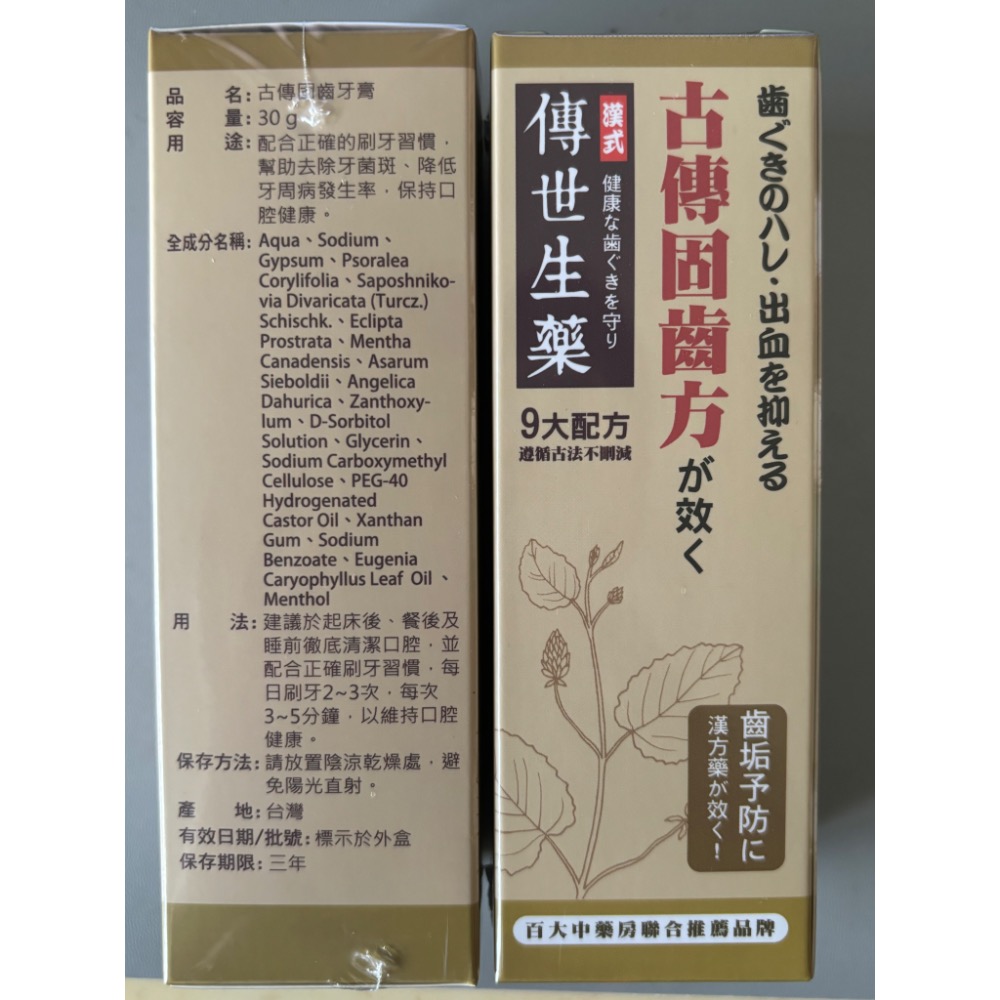 品名：古傳固齒牙膏
容量：30 g
用途：配合正確的刷牙習慣，
幫助去除牙菌斑、降低
牙周病發生率，保持口
腔健康。
全成分名稱：Aqua、Sodium、
Gypsum、Psoralea
Corylifolia、Saposhniko-
via Divaricata (Turcz.)
Schischk.、Eclipta
Prostrata、Mentha
Canadensis、Asarum
Sieboldii、Angelica
Dahurica、Zanthoxy-
lum、D-Sorbitol
Solution、Glycerin、
Sodium Carboxymethyl
Cellulose、PEG-40
Hydrogenated
Castor Oil、Xanthan
Gum、Sodium
Benzoate、Eugenia
Caryophyllus Leaf Oil、
Menthol
用法：建議於起床後、餐後及
睡前徹底清潔口腔，並
配合正確刷牙習慣，每
日刷牙2~3次，每次
3~5分鐘，以維持口腔
健康。
保存方法：請放置陰涼乾燥處，避
免陽光直射。
產地：台灣
有效日期/批號：標示於外盒
保存期限：三年
歯ぐきのハレ・出血を抑える
古傳固齒方が效く
漢式
健康な歯ぐきを守り
傳世生藥
9大配方
遵循古法不刪減
齒垢予防に
漢方藥が效く！
百大中藥房聯合推薦品牌